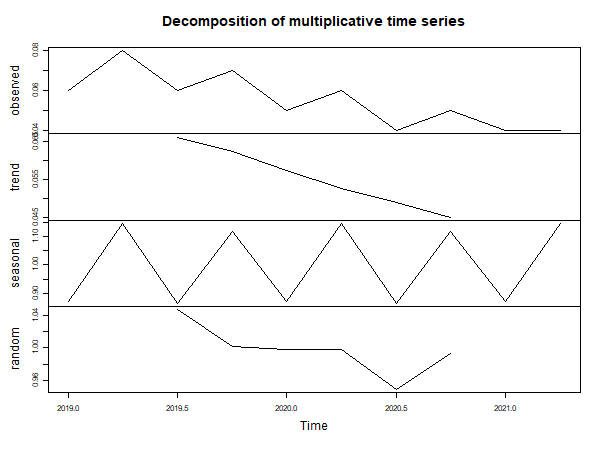 Decomposition of multiplicative time series
observed
0.08
0.06
0.04
trend
0.065
0.055
0.045
seasonal
1.10
1.00
0.90
random
1.04
1.00
0.96
2019.0 2019.5 2020.0 2020.5 2021.0
Time